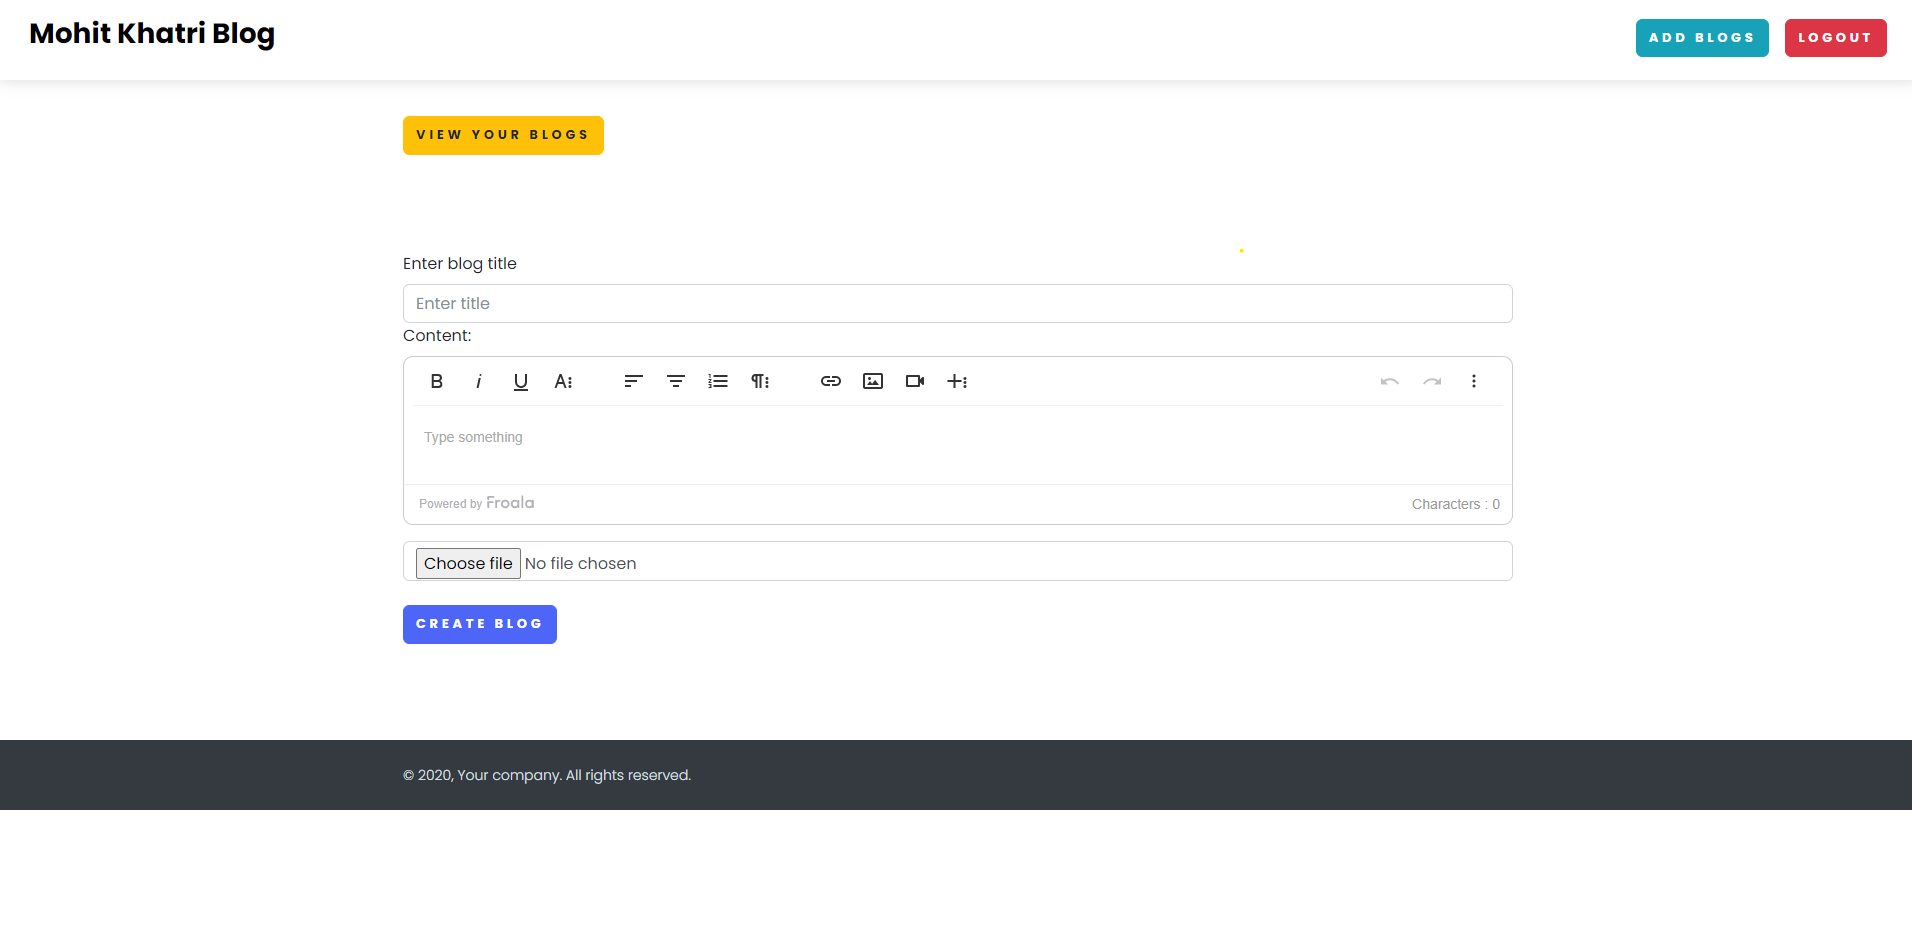 Mohit Khatri Blog
ADD BLOGS
LOGOUT
VIEW YOUR BLOGS
Enter blog title
Enter title
Content:
Type something
Powered by Froala
Characters : 0
Choose file No file chosen
CREATE BLOG
© 2020, Your company. All rights reserved.